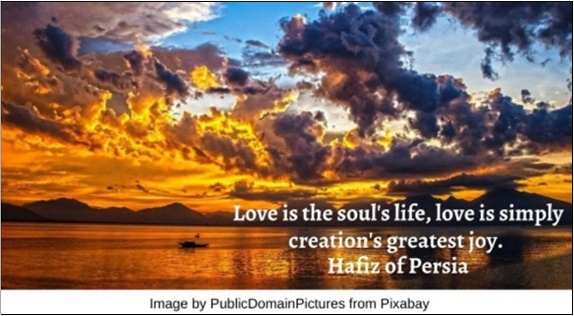 Love is the soul's life, love is simply
creation's greatest joy.
Hafiz of Persia
Image by PublicDomainPictures from Pixabay